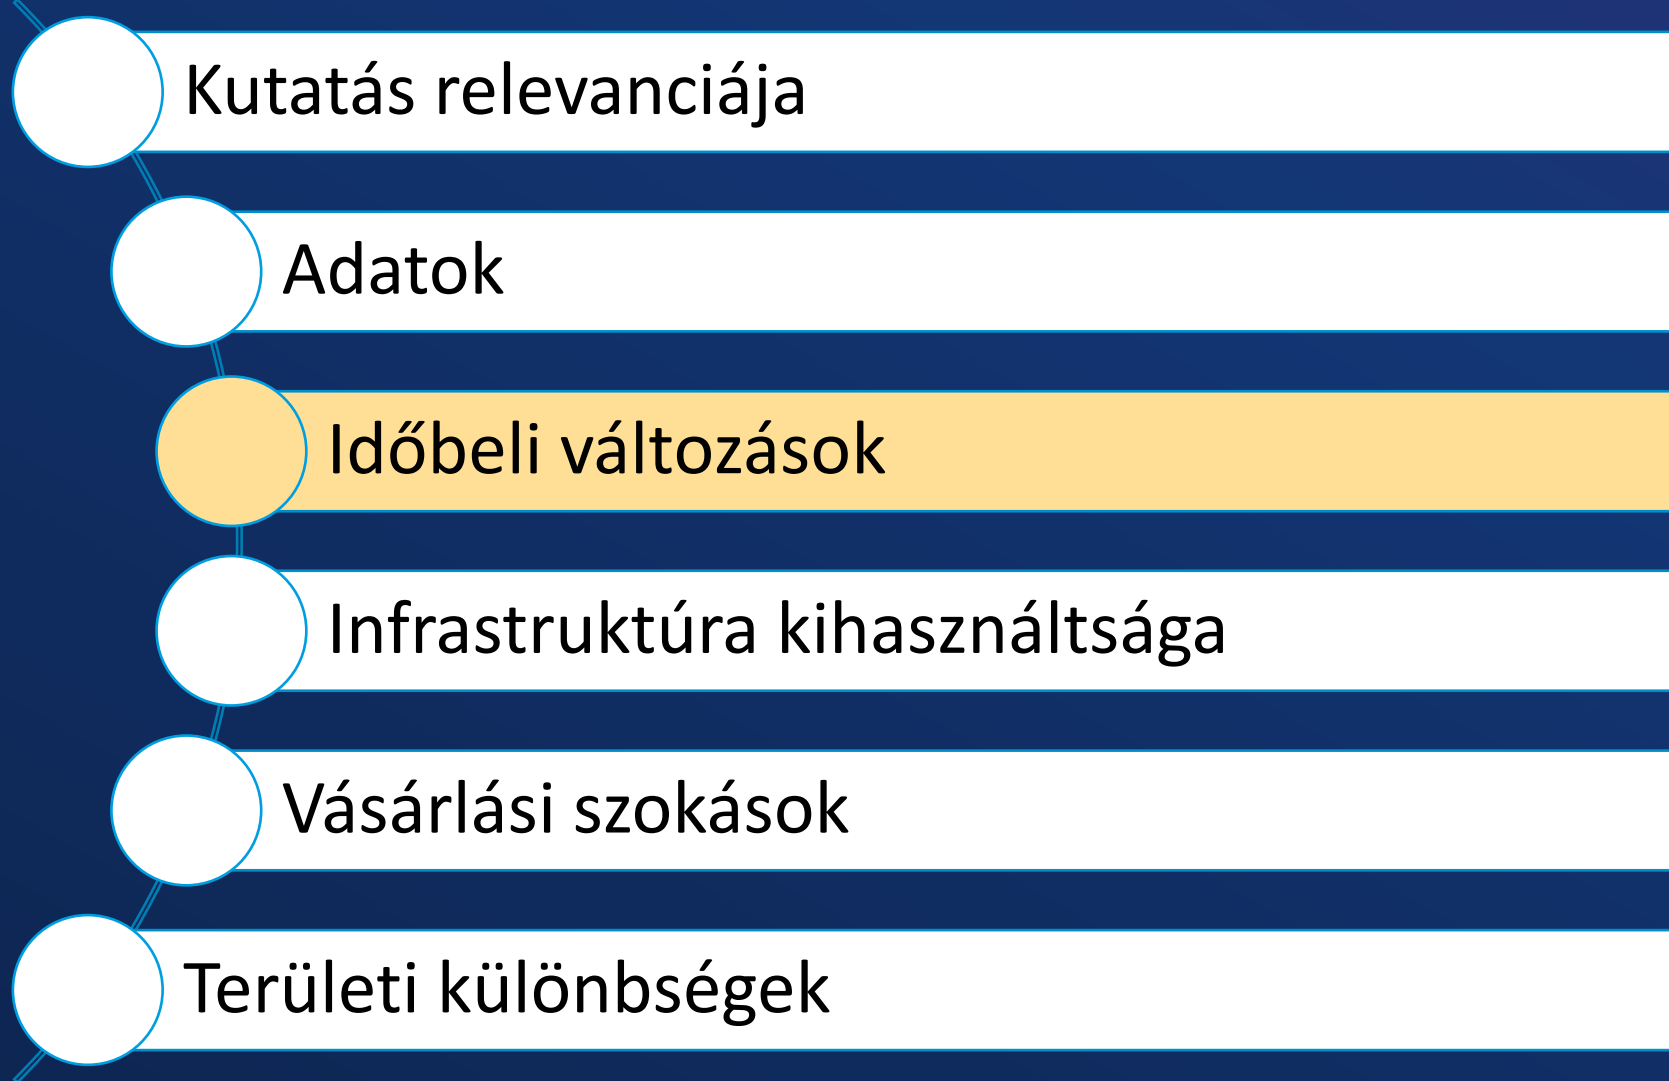 Kutatás relevanciája
Adatok
Időbeli változások
Infrastruktúra kihasználtsága
Vásárlási szokások
Területi különbségek